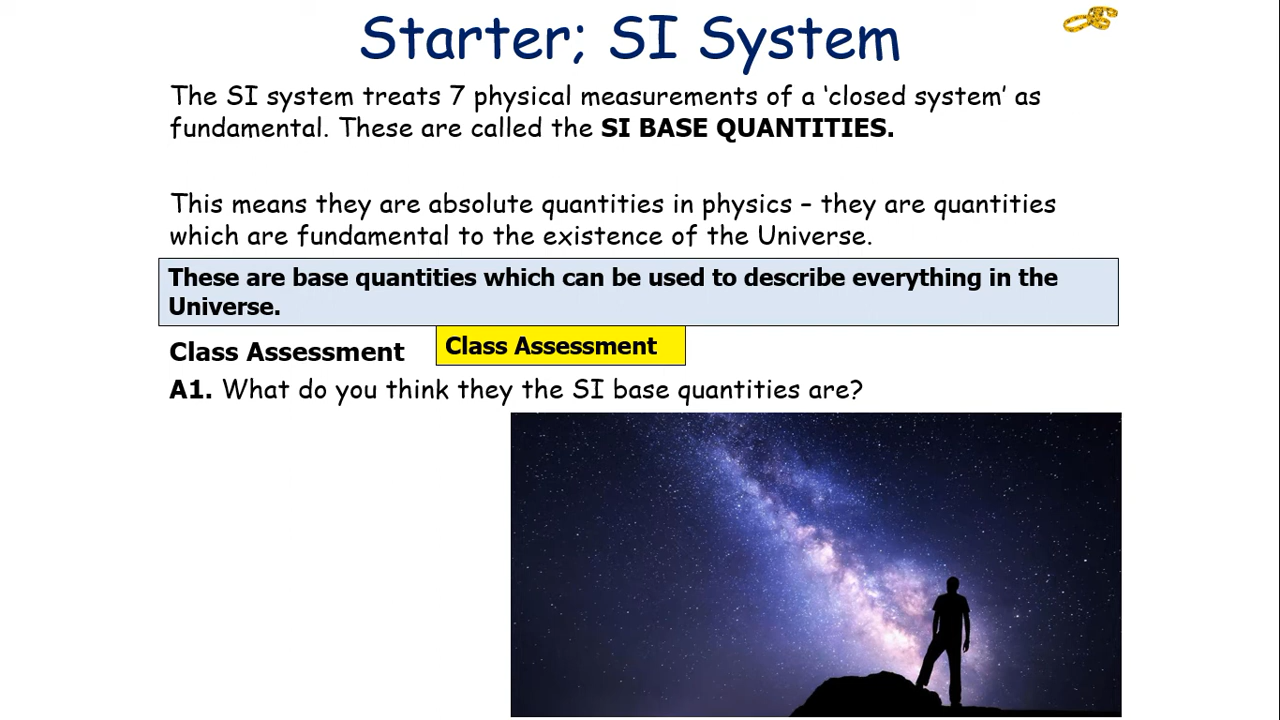 Starter; SI System
The SI system treats 7 physical measurements of a ‘closed system’ as
fundamental. These are called the SI BASE QUANTITIES.
This means they are absolute quantities in physics – they are quantities
which are fundamental to the existence of the Universe.
These are base quantities which can be used to describe everything in the
Universe.
Class Assessment
Class Assessment
A1. What do you think they the SI base quantities are?